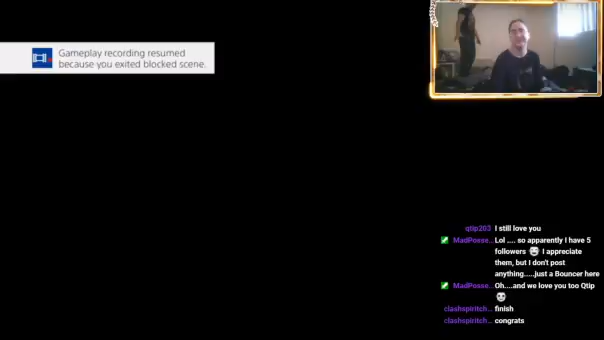 Gameplay recording resumed
because you exited blocked scene.
qtip203 I still love you
MadPosse... Lol .... so apparently I have 5
followers I appreciate
them, but I don't post
anything.....just a Bouncer here
MadPosse... Oh....and we love you too Qtip
clashspiritch... finish
clashspiritch... congrats